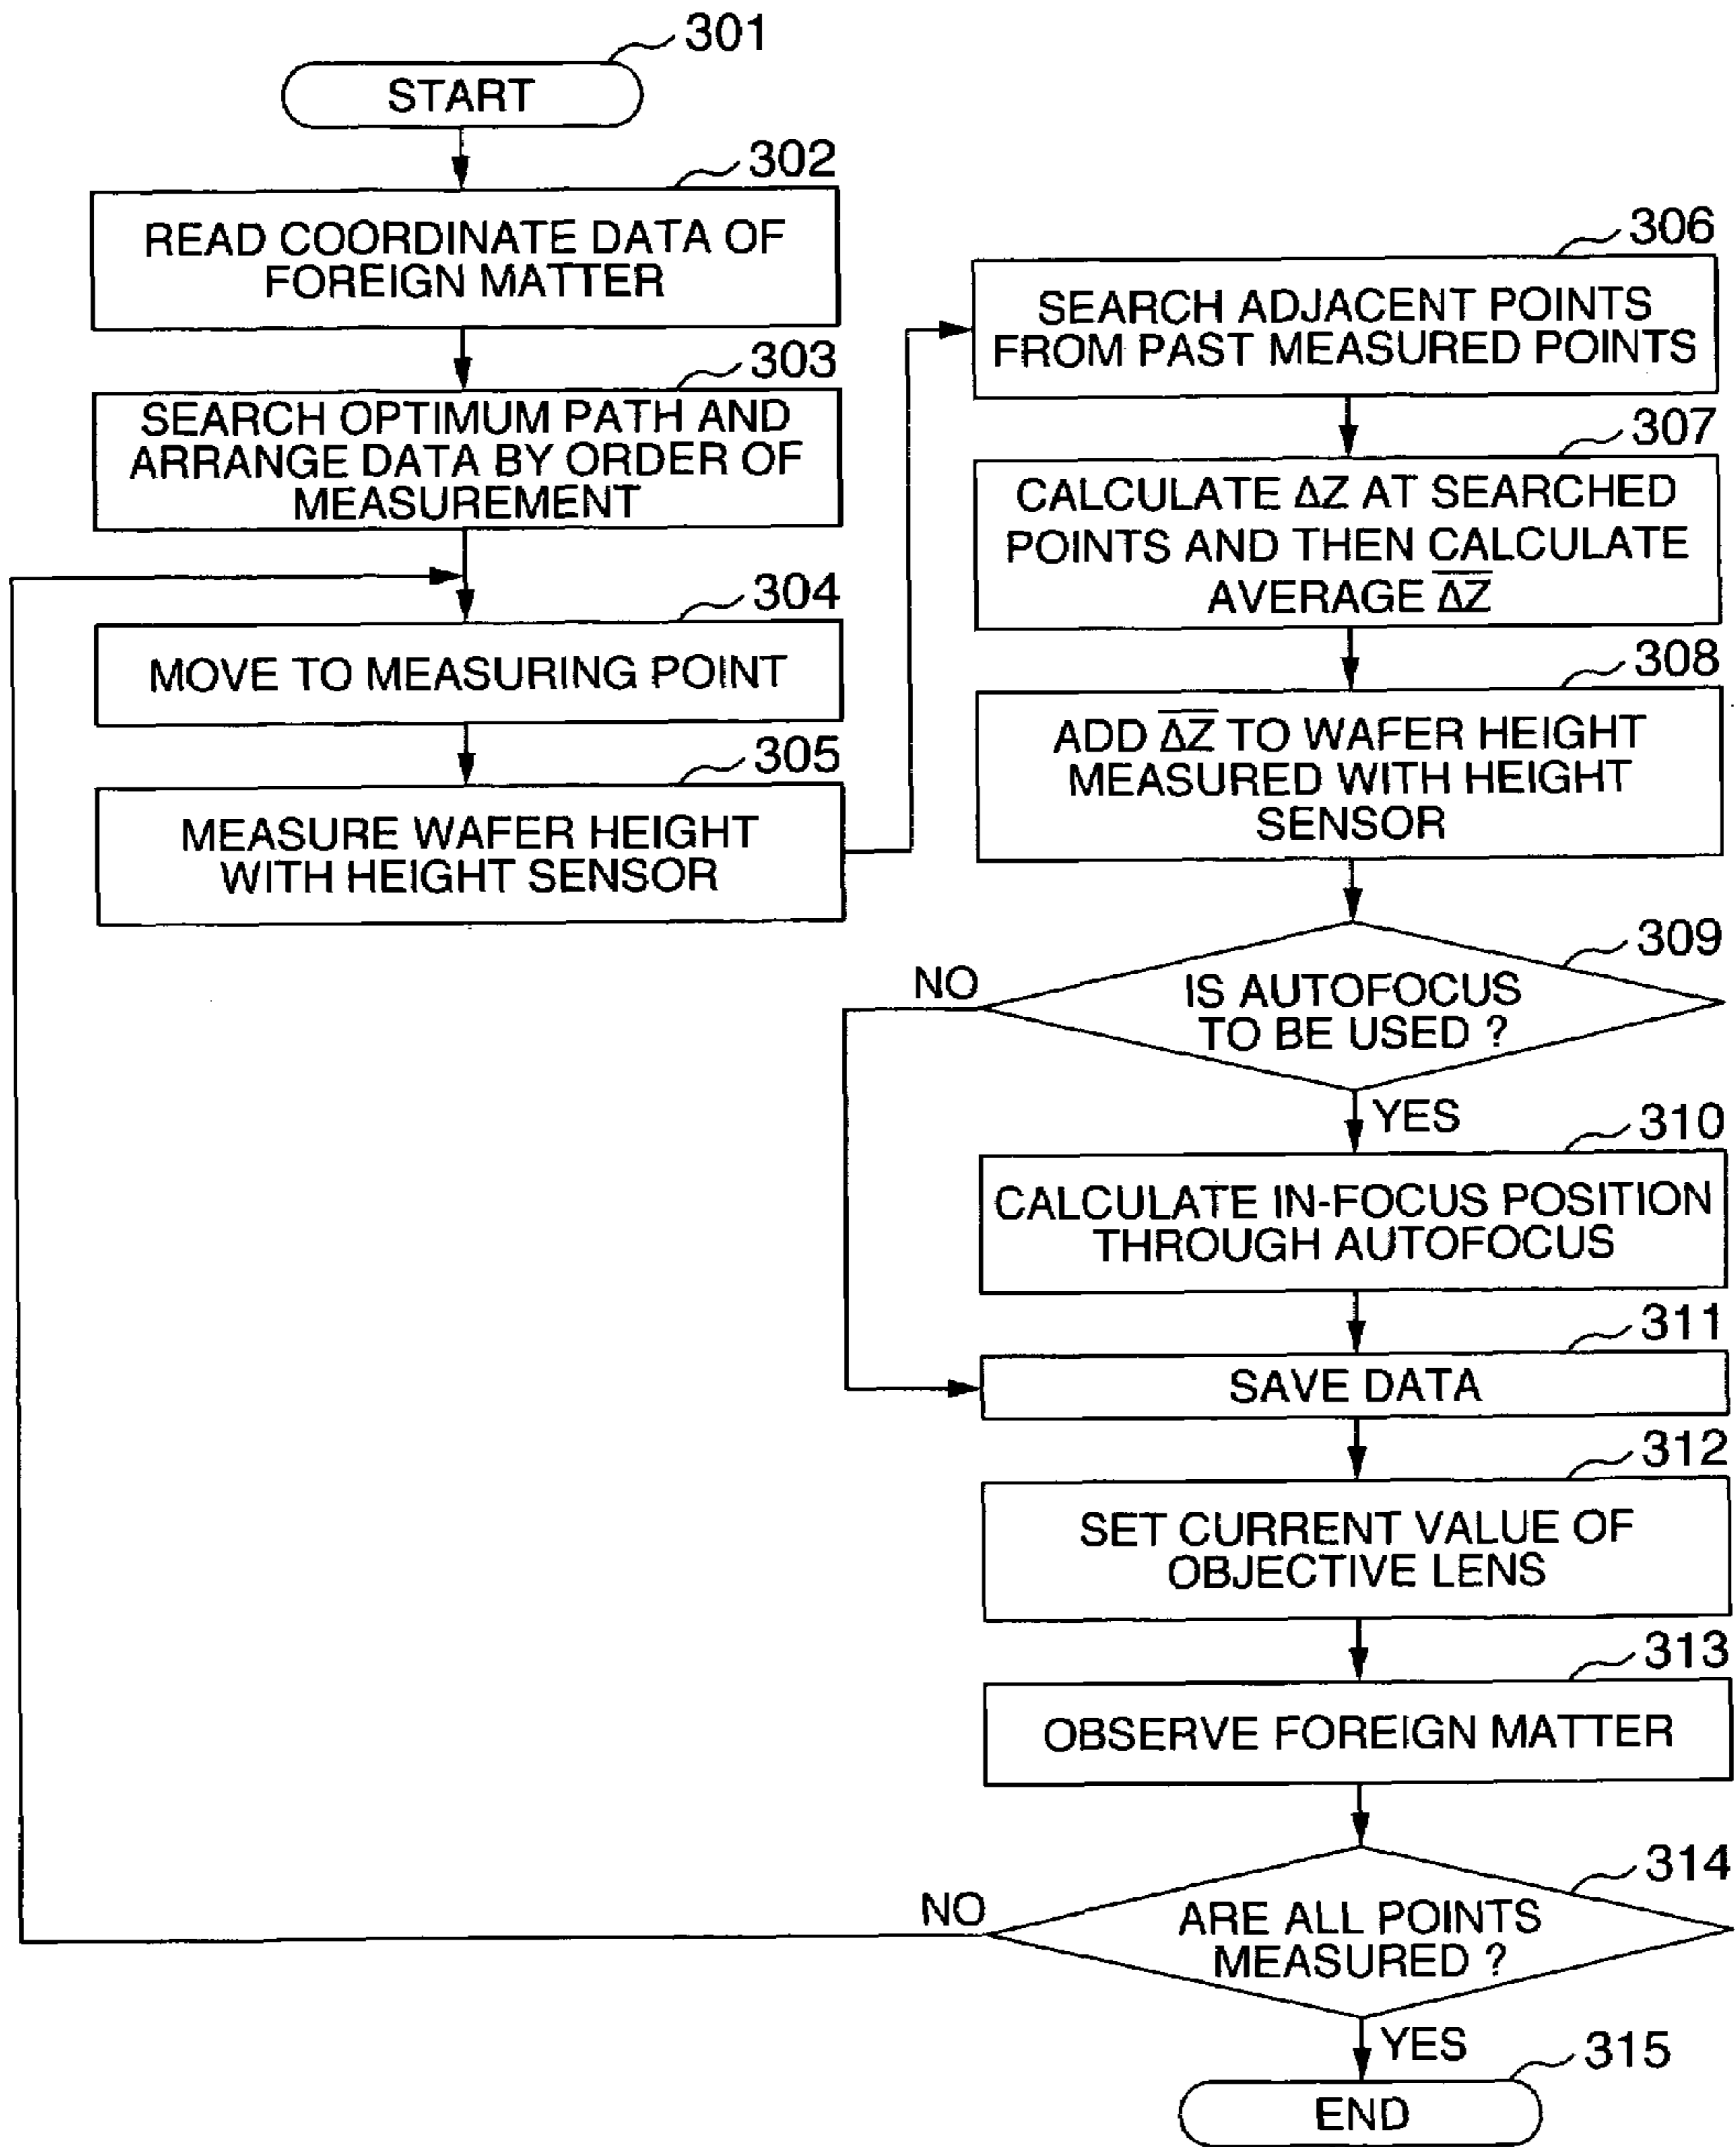 301
START
302
READ COORDINATE DATA OF
FOREIGN MATTER
303
SEARCH OPTIMUM PATH AND
ARRANGE DATA BY ORDER OF
MEASUREMENT
304
MOVE TO MEASURING POINT
305
MEASURE WAFER HEIGHT
WITH HEIGHT SENSOR
306
SEARCH ADJACENT POINTS
FROM PAST MEASURED POINTS
307
CALCULATE ΔZ AT SEARCHED
POINTS AND THEN CALCULATE
AVERAGE \overline{ΔZ}
308
ADD \overline{ΔZ} TO WAFER HEIGHT
MEASURED WITH HEIGHT
SENSOR
309
NO
IS AUTOFOCUS
TO BE USED ?
YES
310
CALCULATE IN-FOCUS POSITION
THROUGH AUTOFOCUS
311
SAVE DATA
312
SET CURRENT VALUE OF
OBJECTIVE LENS
313
OBSERVE FOREIGN MATTER
314
NO
ARE ALL POINTS
MEASURED ?
YES
315
END